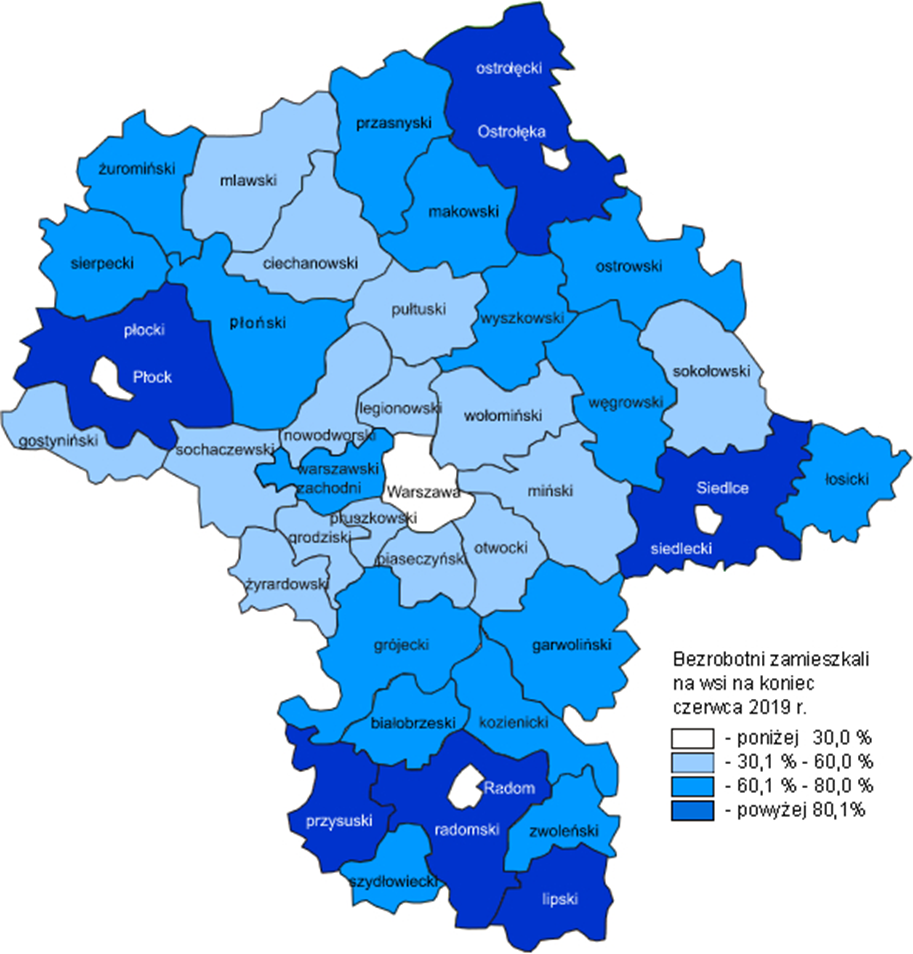 ostrołęcki
Ostrołęka
przasnyski
żuromiński
mlawski
makowski
sierpecki
ciechanowski
ostrowski
pułtuski
wyszkowski
płocki
płoński
Płock
sokołowski
węgrowski
legionowski
wołomiński
gostyniński
nowodworski
sochaczewski
warszawski
zachodni
Warszawa
miński
Siedlce
łosicki
pruszkowski
grodziski
siedlecki
otwocki
piaseczyński
żyrardowski
grójecki
garwoliński
białobrzeski
kozienicki
Radom
przysuski
radomski
zwoleński
szydłowiecki
lipski
Bezrobotni zamieszkali
na wsi na koniec
czerwca 2019 r.
- poniżej 30,0 %
- 30,1 % - 60,0 %
- 60,1 % - 80,0 %
- powyżej 80,1%